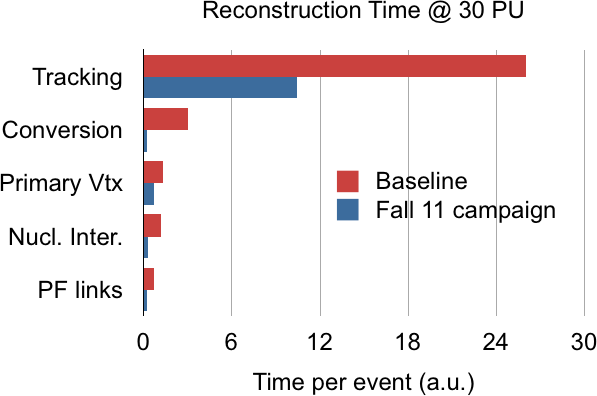 Reconstruction Time @ 30 PU
Tracking
Conversion
Primary Vtx
Nucl. Inter.
PF links
Baseline
Fall 11 campaign
0 6 12 18 24 30
Time per event (a.u.)